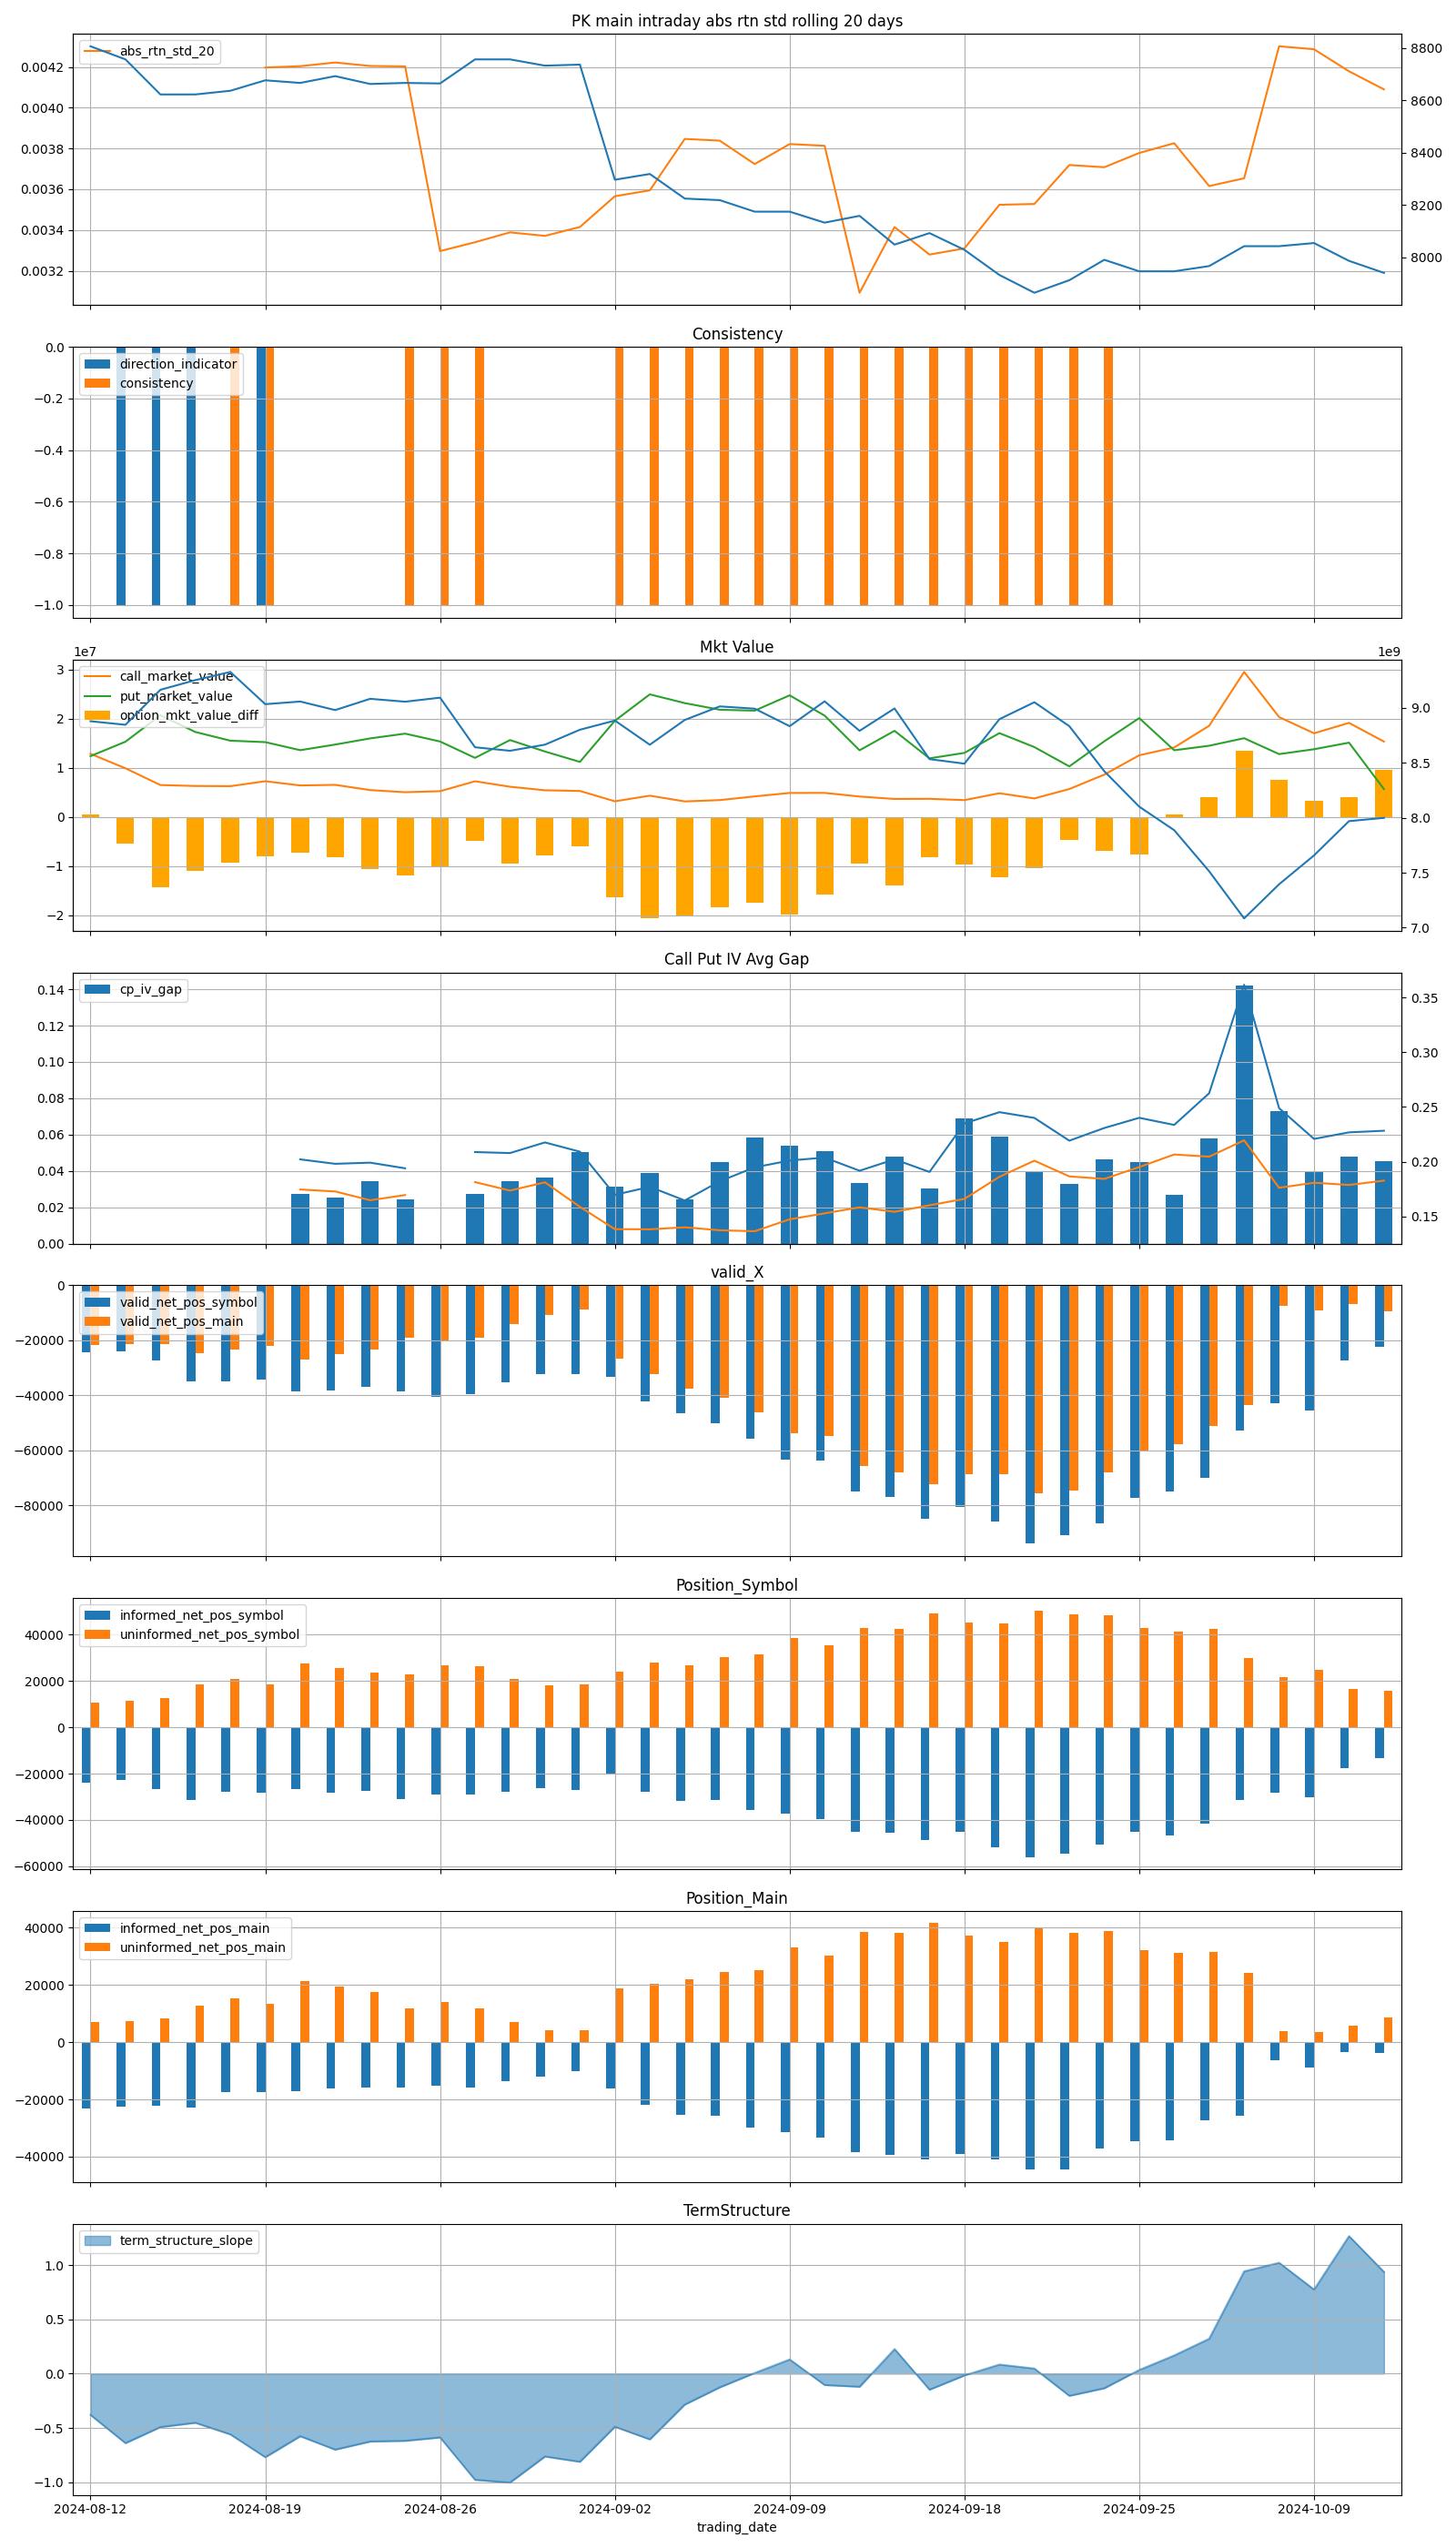 PK main intraday abs rtn std rolling 20 days
abs_rtn_std_20
0.0042
0.0040
0.0038
0.0036
0.0034
0.0032
8800
8600
8400
8200
8000
Consistency
direction_indicator
consistency
0.0
−0.2
−0.4
−0.6
−0.8
−1.0
Mkt Value
1e7
1e9
call_market_value
put_market_value
option_mkt_value_diff
3
2
1
0
−1
−2
9.0
8.5
8.0
7.5
7.0
Call Put IV Avg Gap
cp_iv_gap
0.14
0.12
0.10
0.08
0.06
0.04
0.02
0.00
0.35
0.30
0.25
0.20
0.15
valid_X
valid_net_pos_symbol
valid_net_pos_main
0
−20000
−40000
−60000
−80000
Position_Symbol
informed_net_pos_symbol
uninformed_net_pos_symbol
40000
20000
0
−20000
−40000
−60000
Position_Main
informed_net_pos_main
uninformed_net_pos_main
40000
20000
0
−20000
−40000
TermStructure
term_structure_slope
1.0
0.5
0.0
−0.5
−1.0
2024-08-12
2024-08-19
2024-08-26
2024-09-02
2024-09-09
2024-09-18
2024-09-25
2024-10-09
trading_date